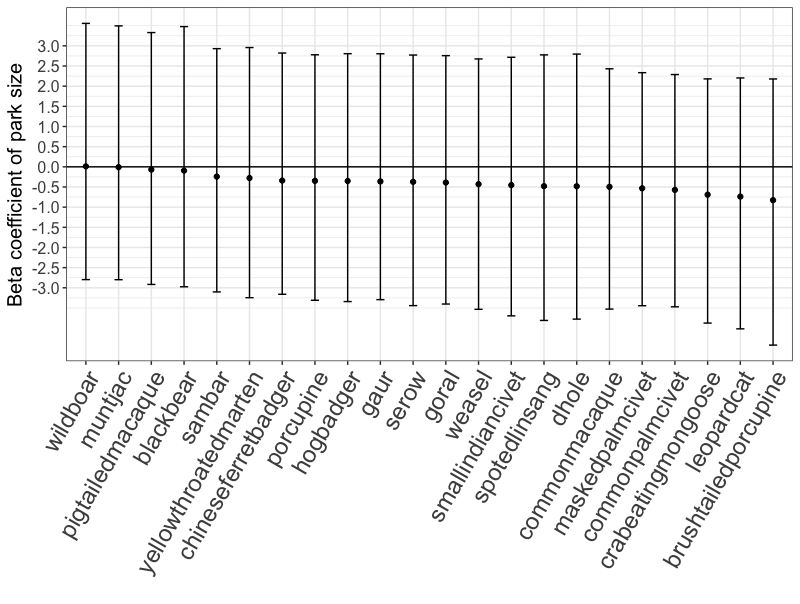 Beta coefficient of park size
3.0
2.5
2.0
1.5
1.0
0.5
0.0
-0.5
-1.0
-1.5
-2.0
-2.5
-3.0
wildboar
muntjac
pigtailedmacaque
blackbear
sambar
yellowthroatedmarten
chineseferretbadger
porcupine
hogbadger
gaur
serow
goral
weasel
smallindiancivet
spotedlinsang
dhole
commonmacaque
maskedpalmcivet
commonpalmcivet
crabeatingmongoose
leopardcat
brushtailedporcupine